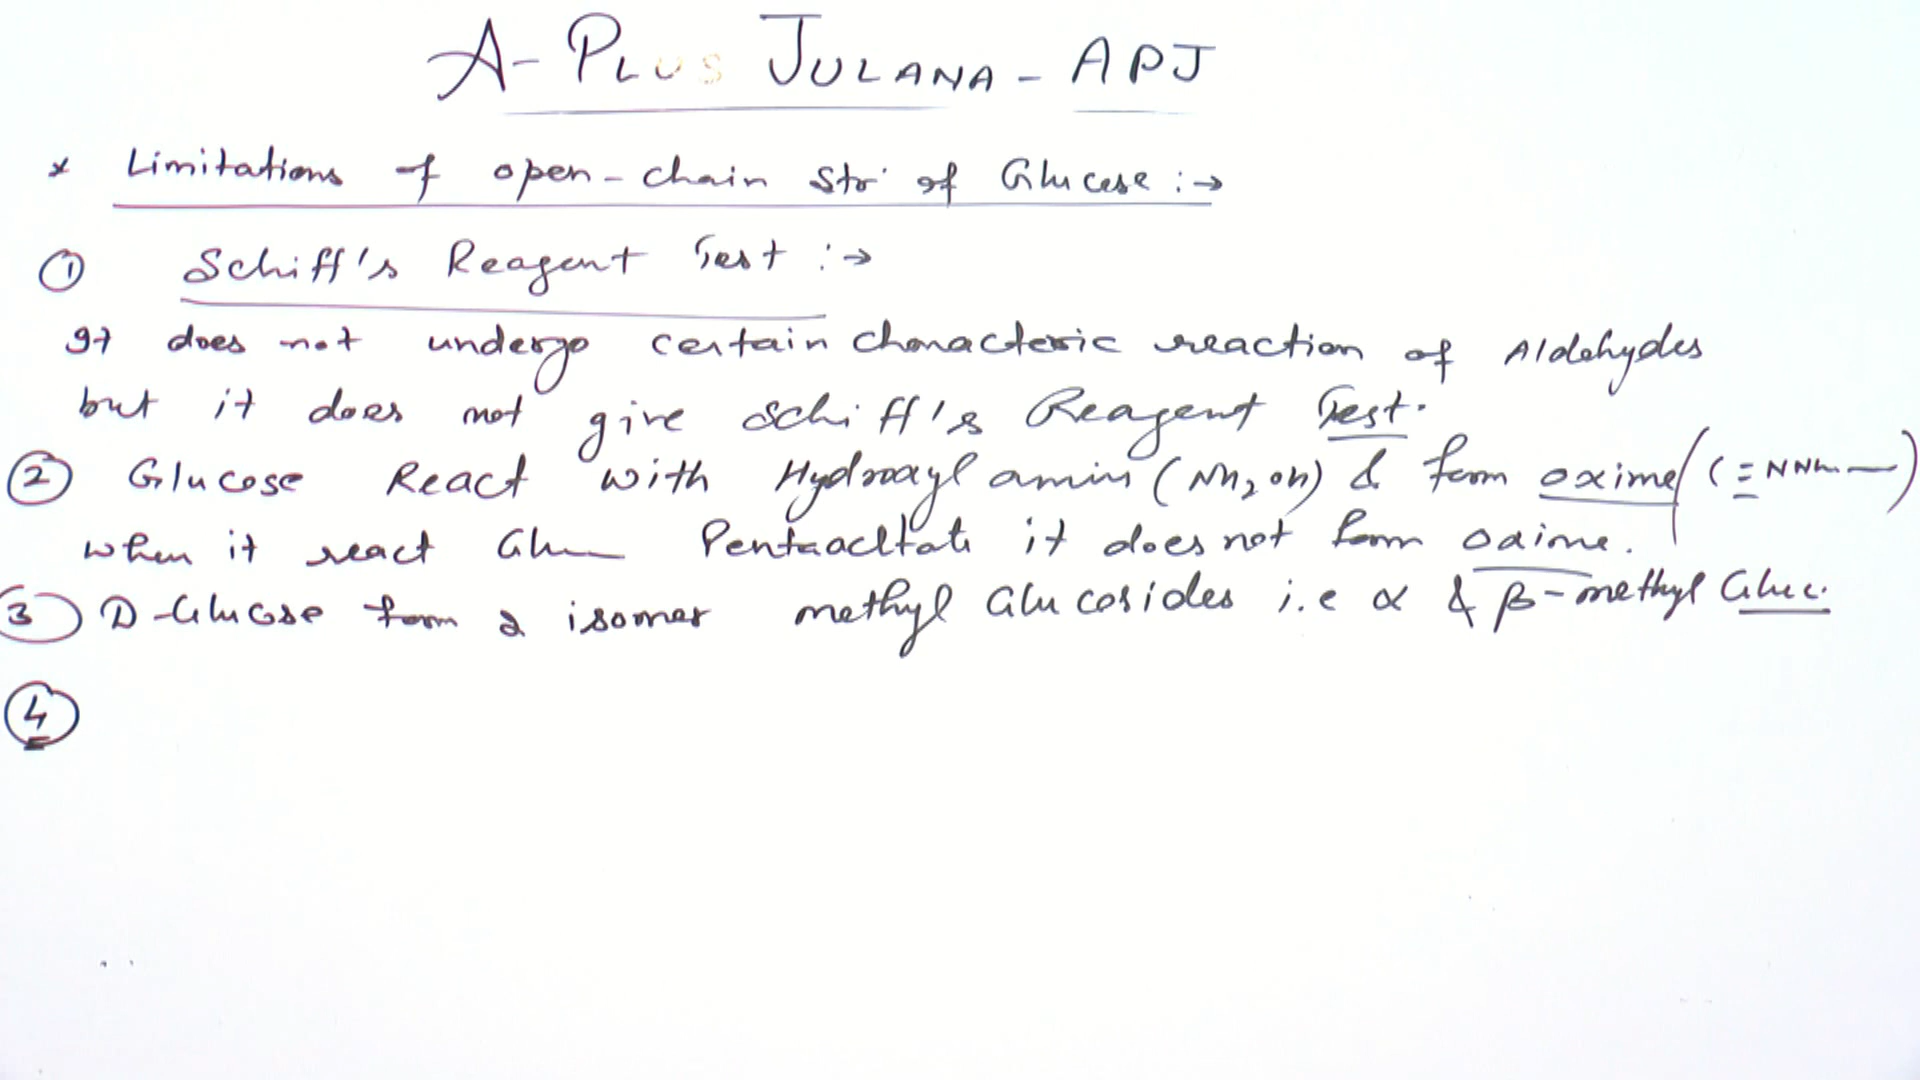 A- PLUS JULANA - APJ
* Limitations of open-chain Str. of Glucose :→
① Schiff's Reagent Test :→
It does not undergo certain characteric reaction of Aldehydes
but it does not give Schiff's Reagent Test.
② Glucose React with Hydroxyl amin (NH2OH) & form oxime (C=NNH—)
when it react Glu— Pentaacltate it does not form oxime.
③ D-Glucose form 2 isomer methyl Glucosides i.e α & β-methyl Gluc.
④